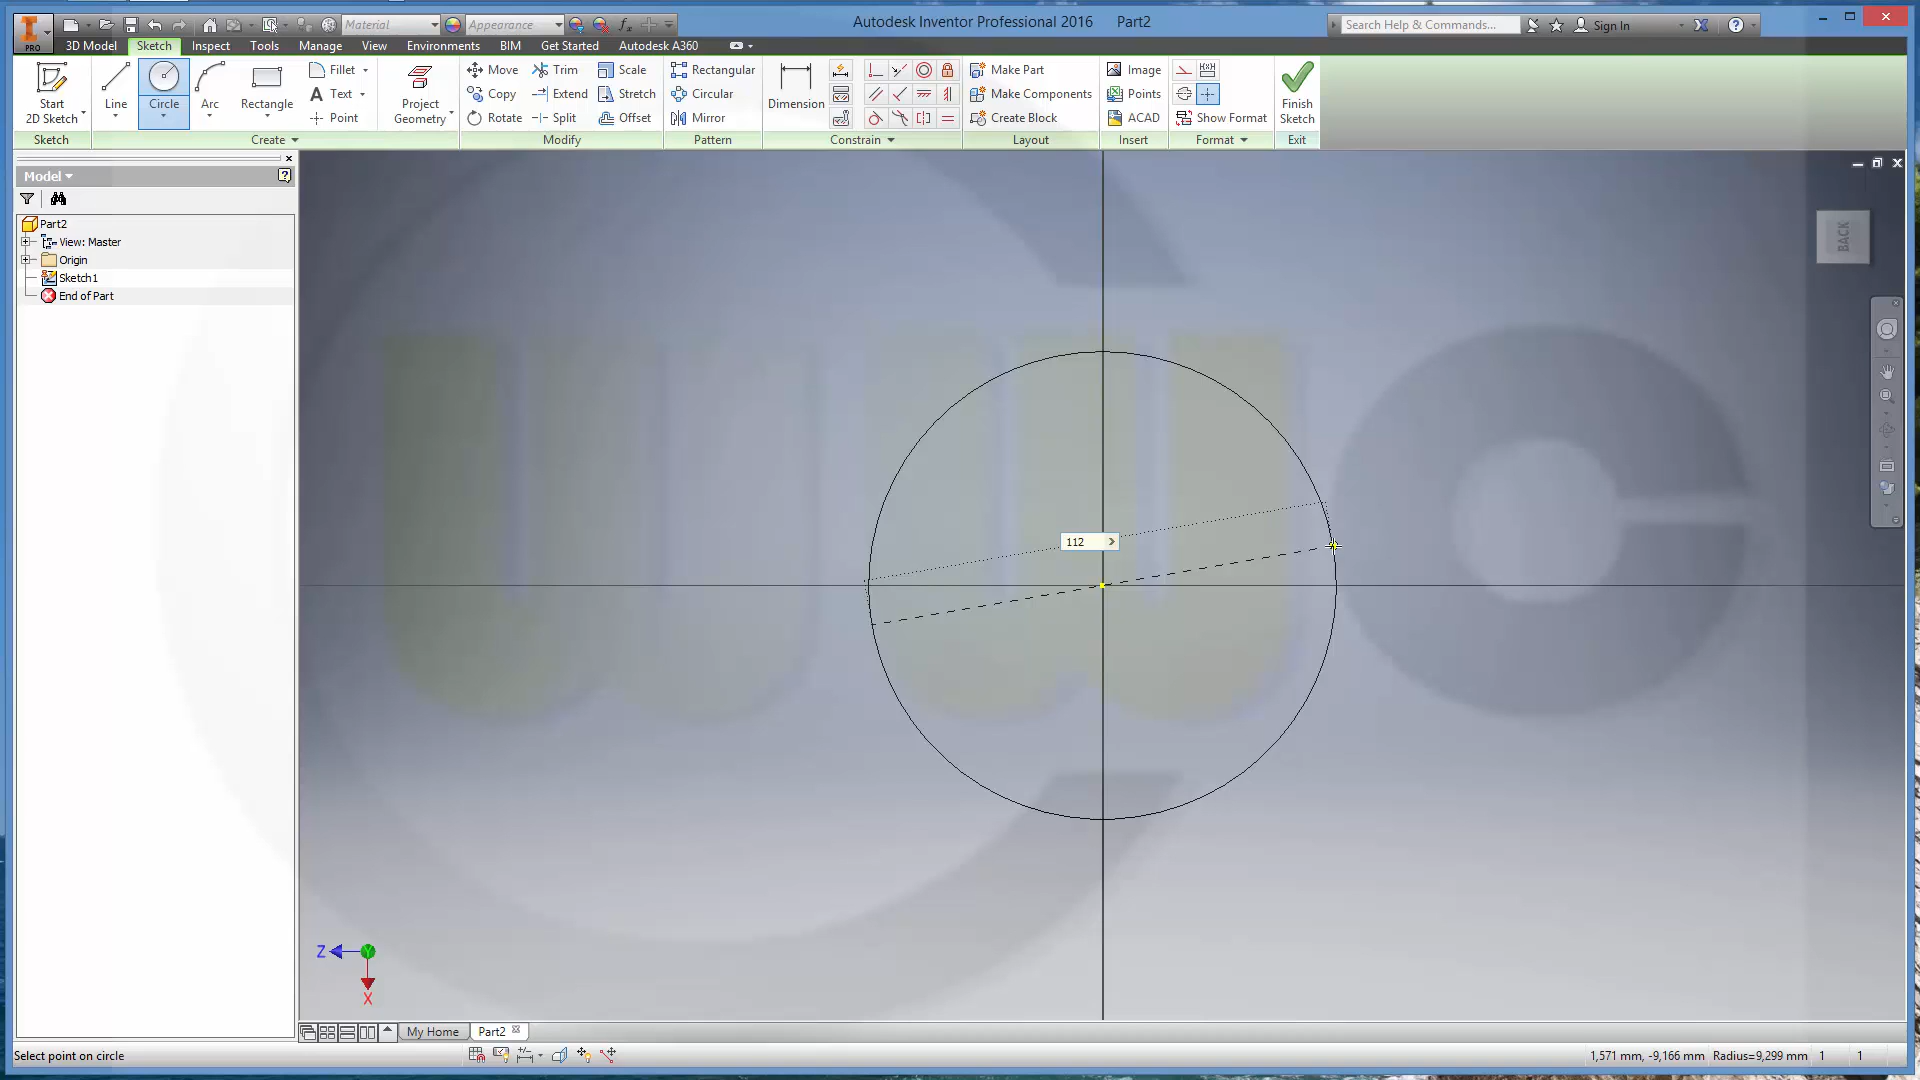 PRO
Material
Appearance
Autodesk Inventor Professional 2016 Part2
Search Help & Commands...
Sign In
3D Model Sketch Inspect Tools Manage View Environments BIM Get Started Autodesk A360
Start
2D Sketch
Line
Circle
Arc
Rectangle
Fillet
Text
Point
Project
Geometry
Move
Copy
Rotate
Trim
Extend
Split
Scale
Stretch
Offset
Rectangular
Circular
Mirror
Dimension
Make Part
Make Components
Create Block
Image
Points
ACAD
Show Format
Finish
Sketch
Sketch Create Modify Pattern Constrain Layout Insert Format Exit
Model
Part2
View: Master
Origin
Sketch1
End of Part
BACK
112
Z
Y
X
My Home Part2
Select point on circle
1,571 mm, -9,166 mm Radius=9,299 mm 1 1